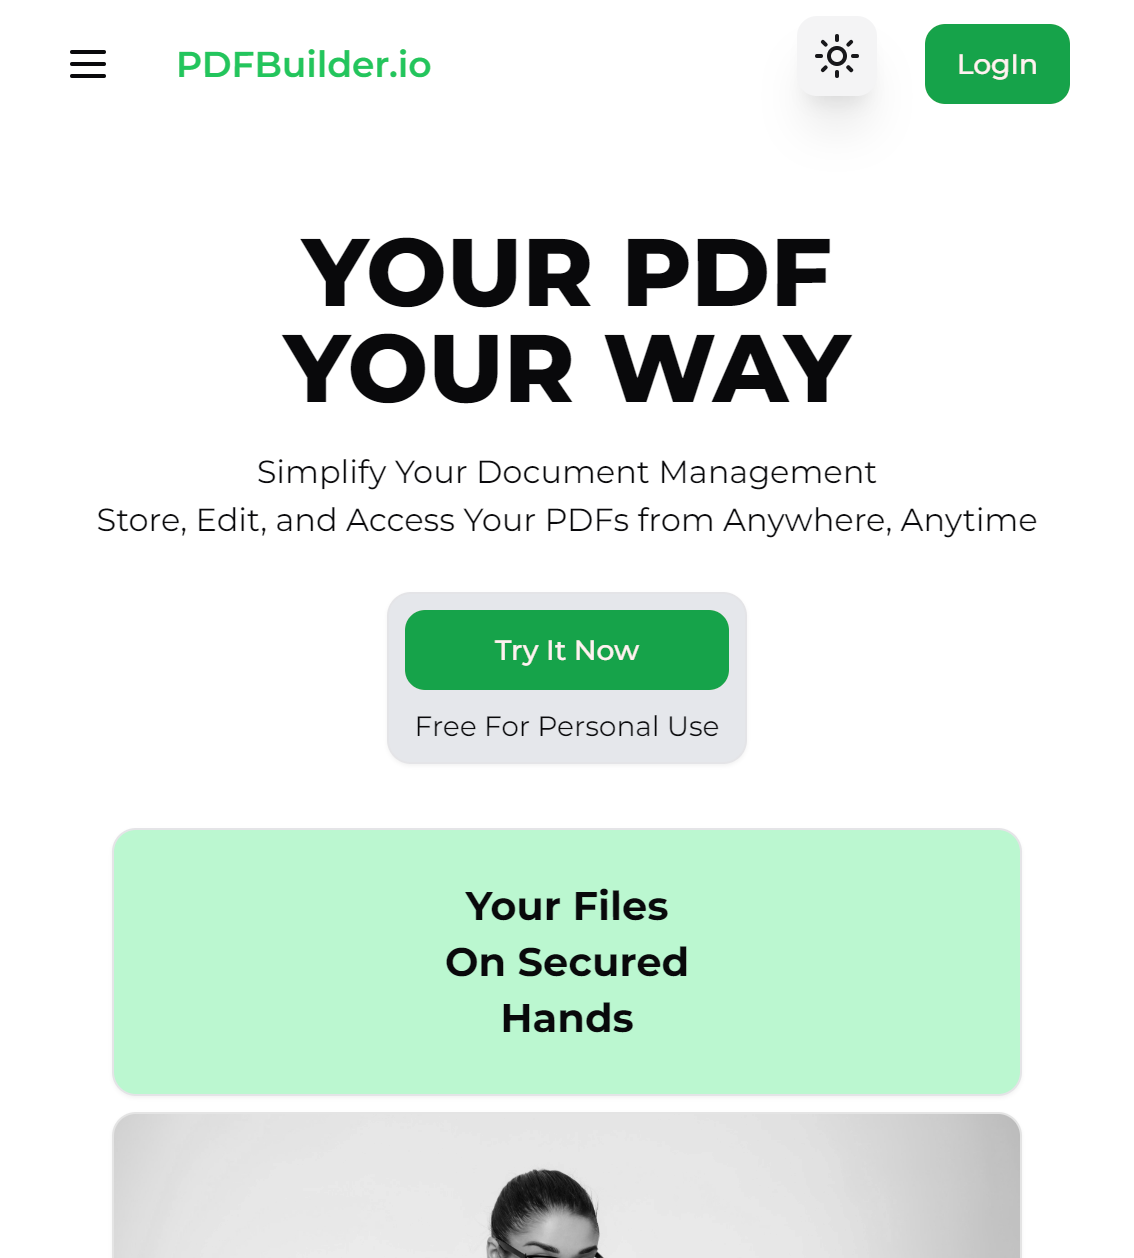 PDFBuilder.io
LogIn
YOUR PDF
YOUR WAY
Simplify Your Document Management
Store, Edit, and Access Your PDFs from Anywhere, Anytime
Try It Now
Free For Personal Use
Your Files
On Secured
Hands